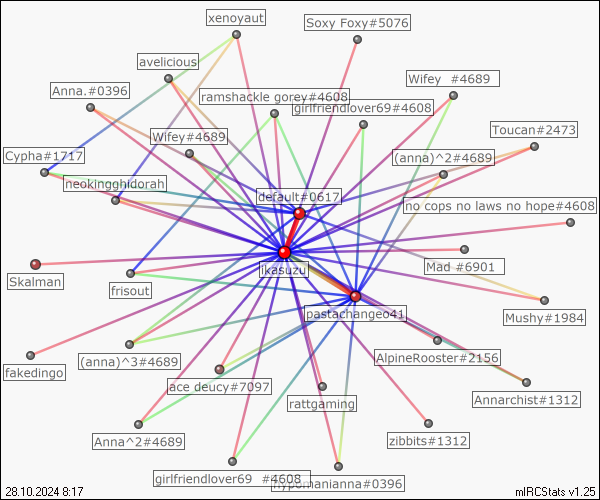 xenoyaut
Soxy Foxy#5076
avelicious
Wifey #4689
Anna.#0396
ramshackle gorey#4608
girlfriendlover69#4608
Toucan#2473
Wifey#4689
Cypha#1717
(anna)^2#4689
neokingghidorah
default#0617
no cops no laws no hope#4608
ikasuzu
Mad #6901
Skalman
frisout
pastachangeo41
Mushy#1984
(anna)^3#4689
AlpineRooster#2156
fakedingo
ace deucy#7097
rattgaming
Annarchist#1312
Anna^2#4689
zibbits#1312
girlfriendlover69 #4608
hypomanianna#0396
28.10.2024 8:17
mIRCStats v1.25